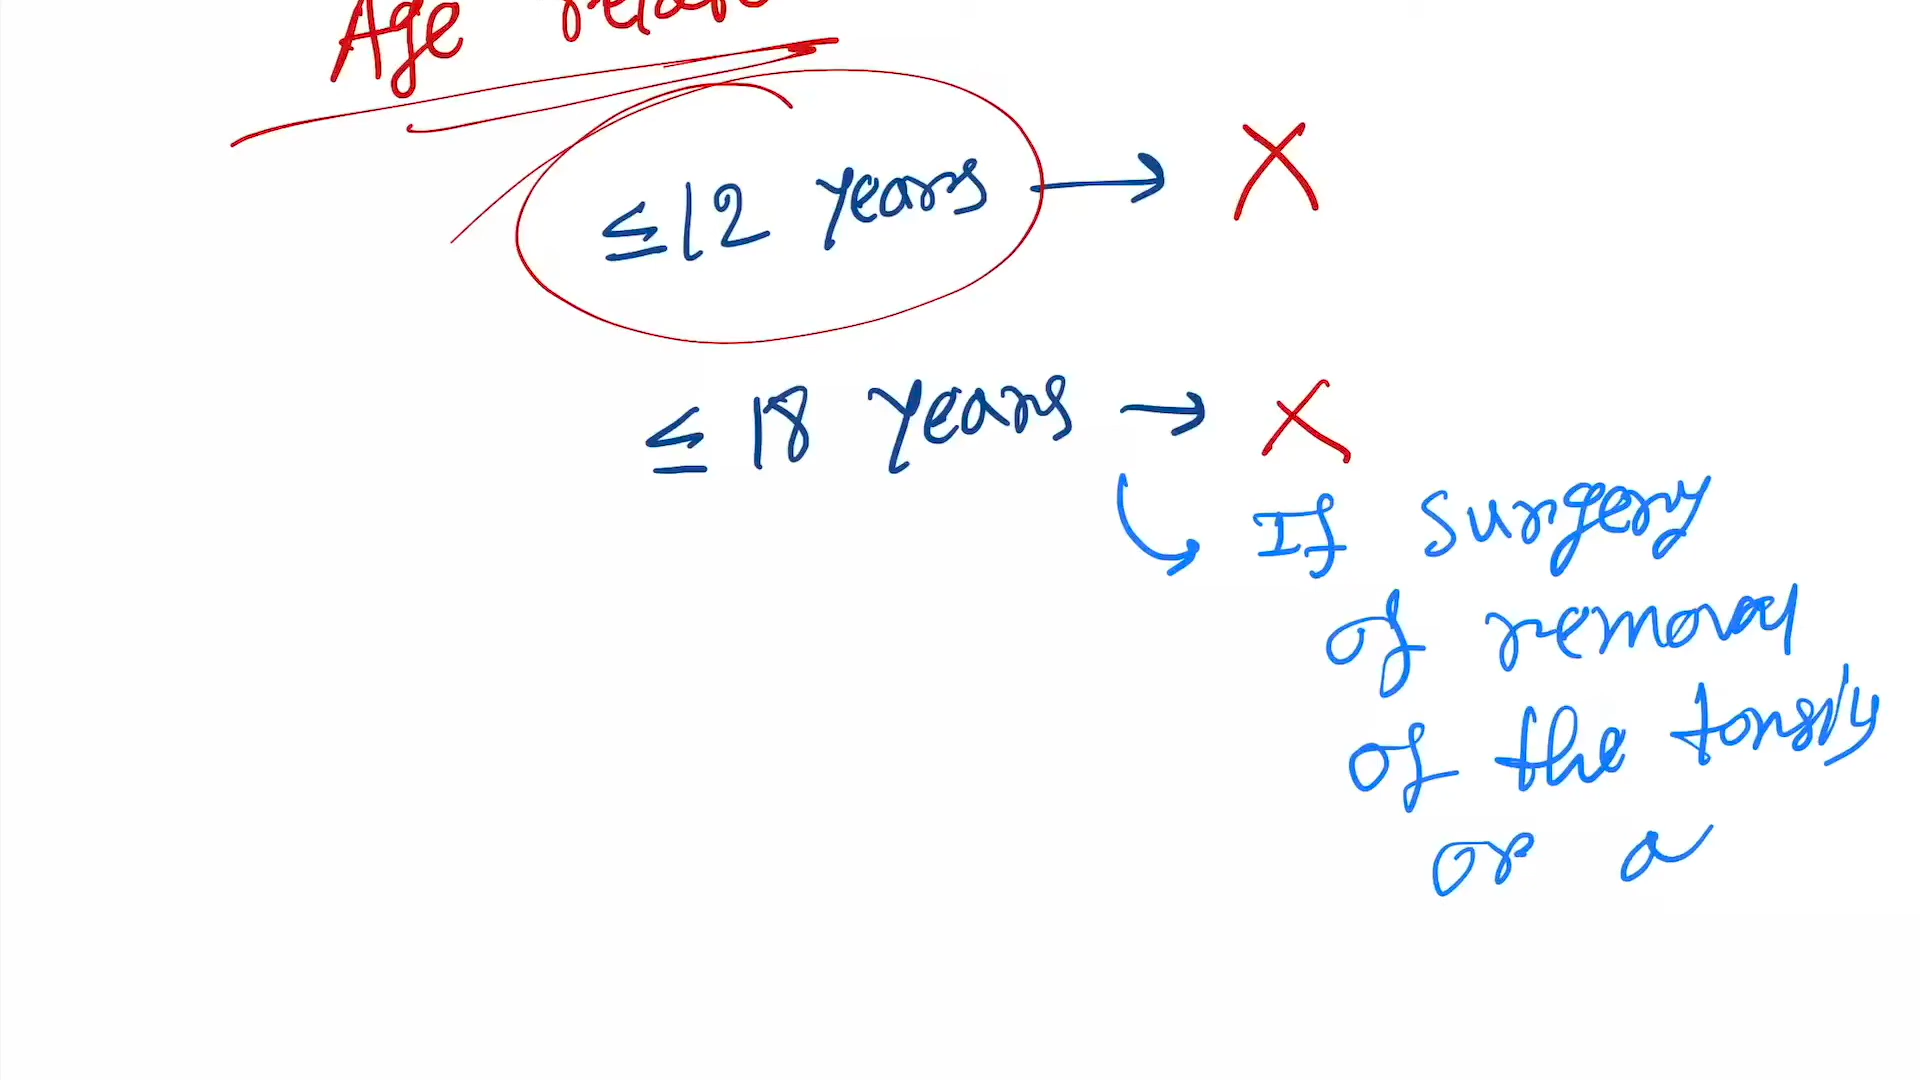 Age
≤12 years → X
≤ 18 years → X
If surgery
of removal
of the tonsils
or a